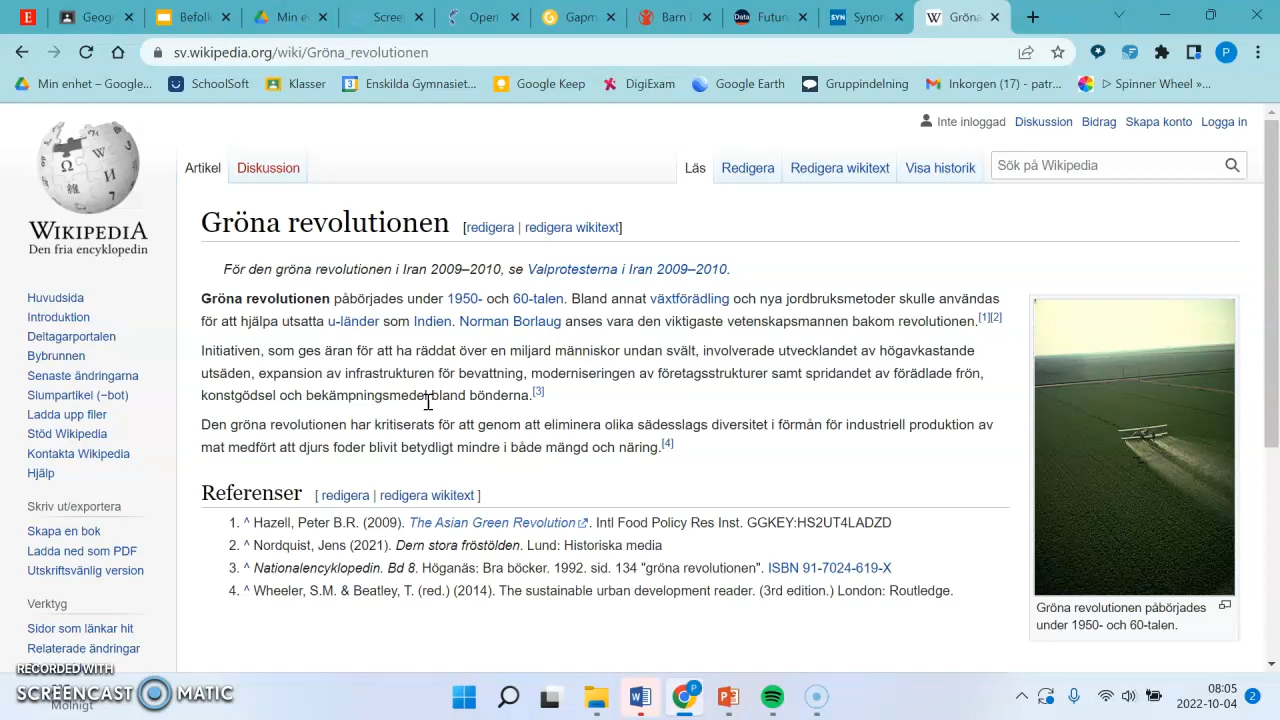 Geogr
Befolk
Min e
Scree
Open
Gapm
Barn
Futur
Synor
Gröna
sv.wikipedia.org/wiki/Gröna_revolutionen
Min enhet – Google...
SchoolSoft
Klasser
Enskilda Gymnasiet...
Google Keep
DigiExam
Google Earth
Gruppindelning
Inkorgen (17) - patr...
Spinner Wheel »...
Inte inloggad Diskussion Bidrag Skapa konto Logga in
Artikel Diskussion Läs Redigera Redigera wikitext Visa historik Sök på Wikipedia
WIKIPEDIA
Den fria encyklopedin
Huvudsida
Introduktion
Deltagarportalen
Bybrunnen
Senaste ändringarna
Slumpartikel (−bot)
Ladda upp filer
Stöd Wikipedia
Kontakta Wikipedia
Hjälp
Skriv ut/exportera
Skapa en bok
Ladda ned som PDF
Utskriftsvänlig version
Verktyg
Sidor som länkar hit
Relaterade ändringar
Gröna revolutionen [redigera | redigera wikitext]
För den gröna revolutionen i Iran 2009–2010, se Valprotesterna i Iran 2009–2010.
Gröna revolutionen påbörjades under 1950- och 60-talen. Bland annat växtförädling och nya jordbruksmetoder skulle användas
för att hjälpa utsatta u-länder som Indien. Norman Borlaug anses vara den viktigaste vetenskapsmannen bakom revolutionen.[1][2]
Initiativen, som ges äran för att ha räddat över en miljard människor undan svält, involverade utvecklandet av högavkastande
utsäden, expansion av infrastrukturen för bevattning, moderniseringen av företagsstrukturer samt spridandet av förädlade frön,
konstgödsel och bekämpningsmedel bland bönderna.[3]
Den gröna revolutionen har kritiserats för att genom att eliminera olika sädesslags diversitet i förmån för industriell produktion av
mat medfört att djurs foder blivit betydligt mindre i både mängd och näring.[4]
Referenser [ redigera | redigera wikitext ]
1. ^ Hazell, Peter B.R. (2009). The Asian Green Revolution. Intl Food Policy Res Inst. GGKEY:HS2UT4LADZD
2. ^ Nordquist, Jens (2021). Dem stora fröstölden. Lund: Historiska media
3. ^ Nationalencyklopedin. Bd 8. Höganäs: Bra böcker. 1992. sid. 134 "gröna revolutionen". ISBN 91-7024-619-X
4. ^ Wheeler, S.M. & Beatley, T. (red.) (2014). The sustainable urban development reader. (3rd edition.) London: Routledge.
Gröna revolutionen påbörjades
under 1950- och 60-talen.
RECORDED WITH
SCREENCAST MATIC
Molnigt
08:05
2022-10-04
2